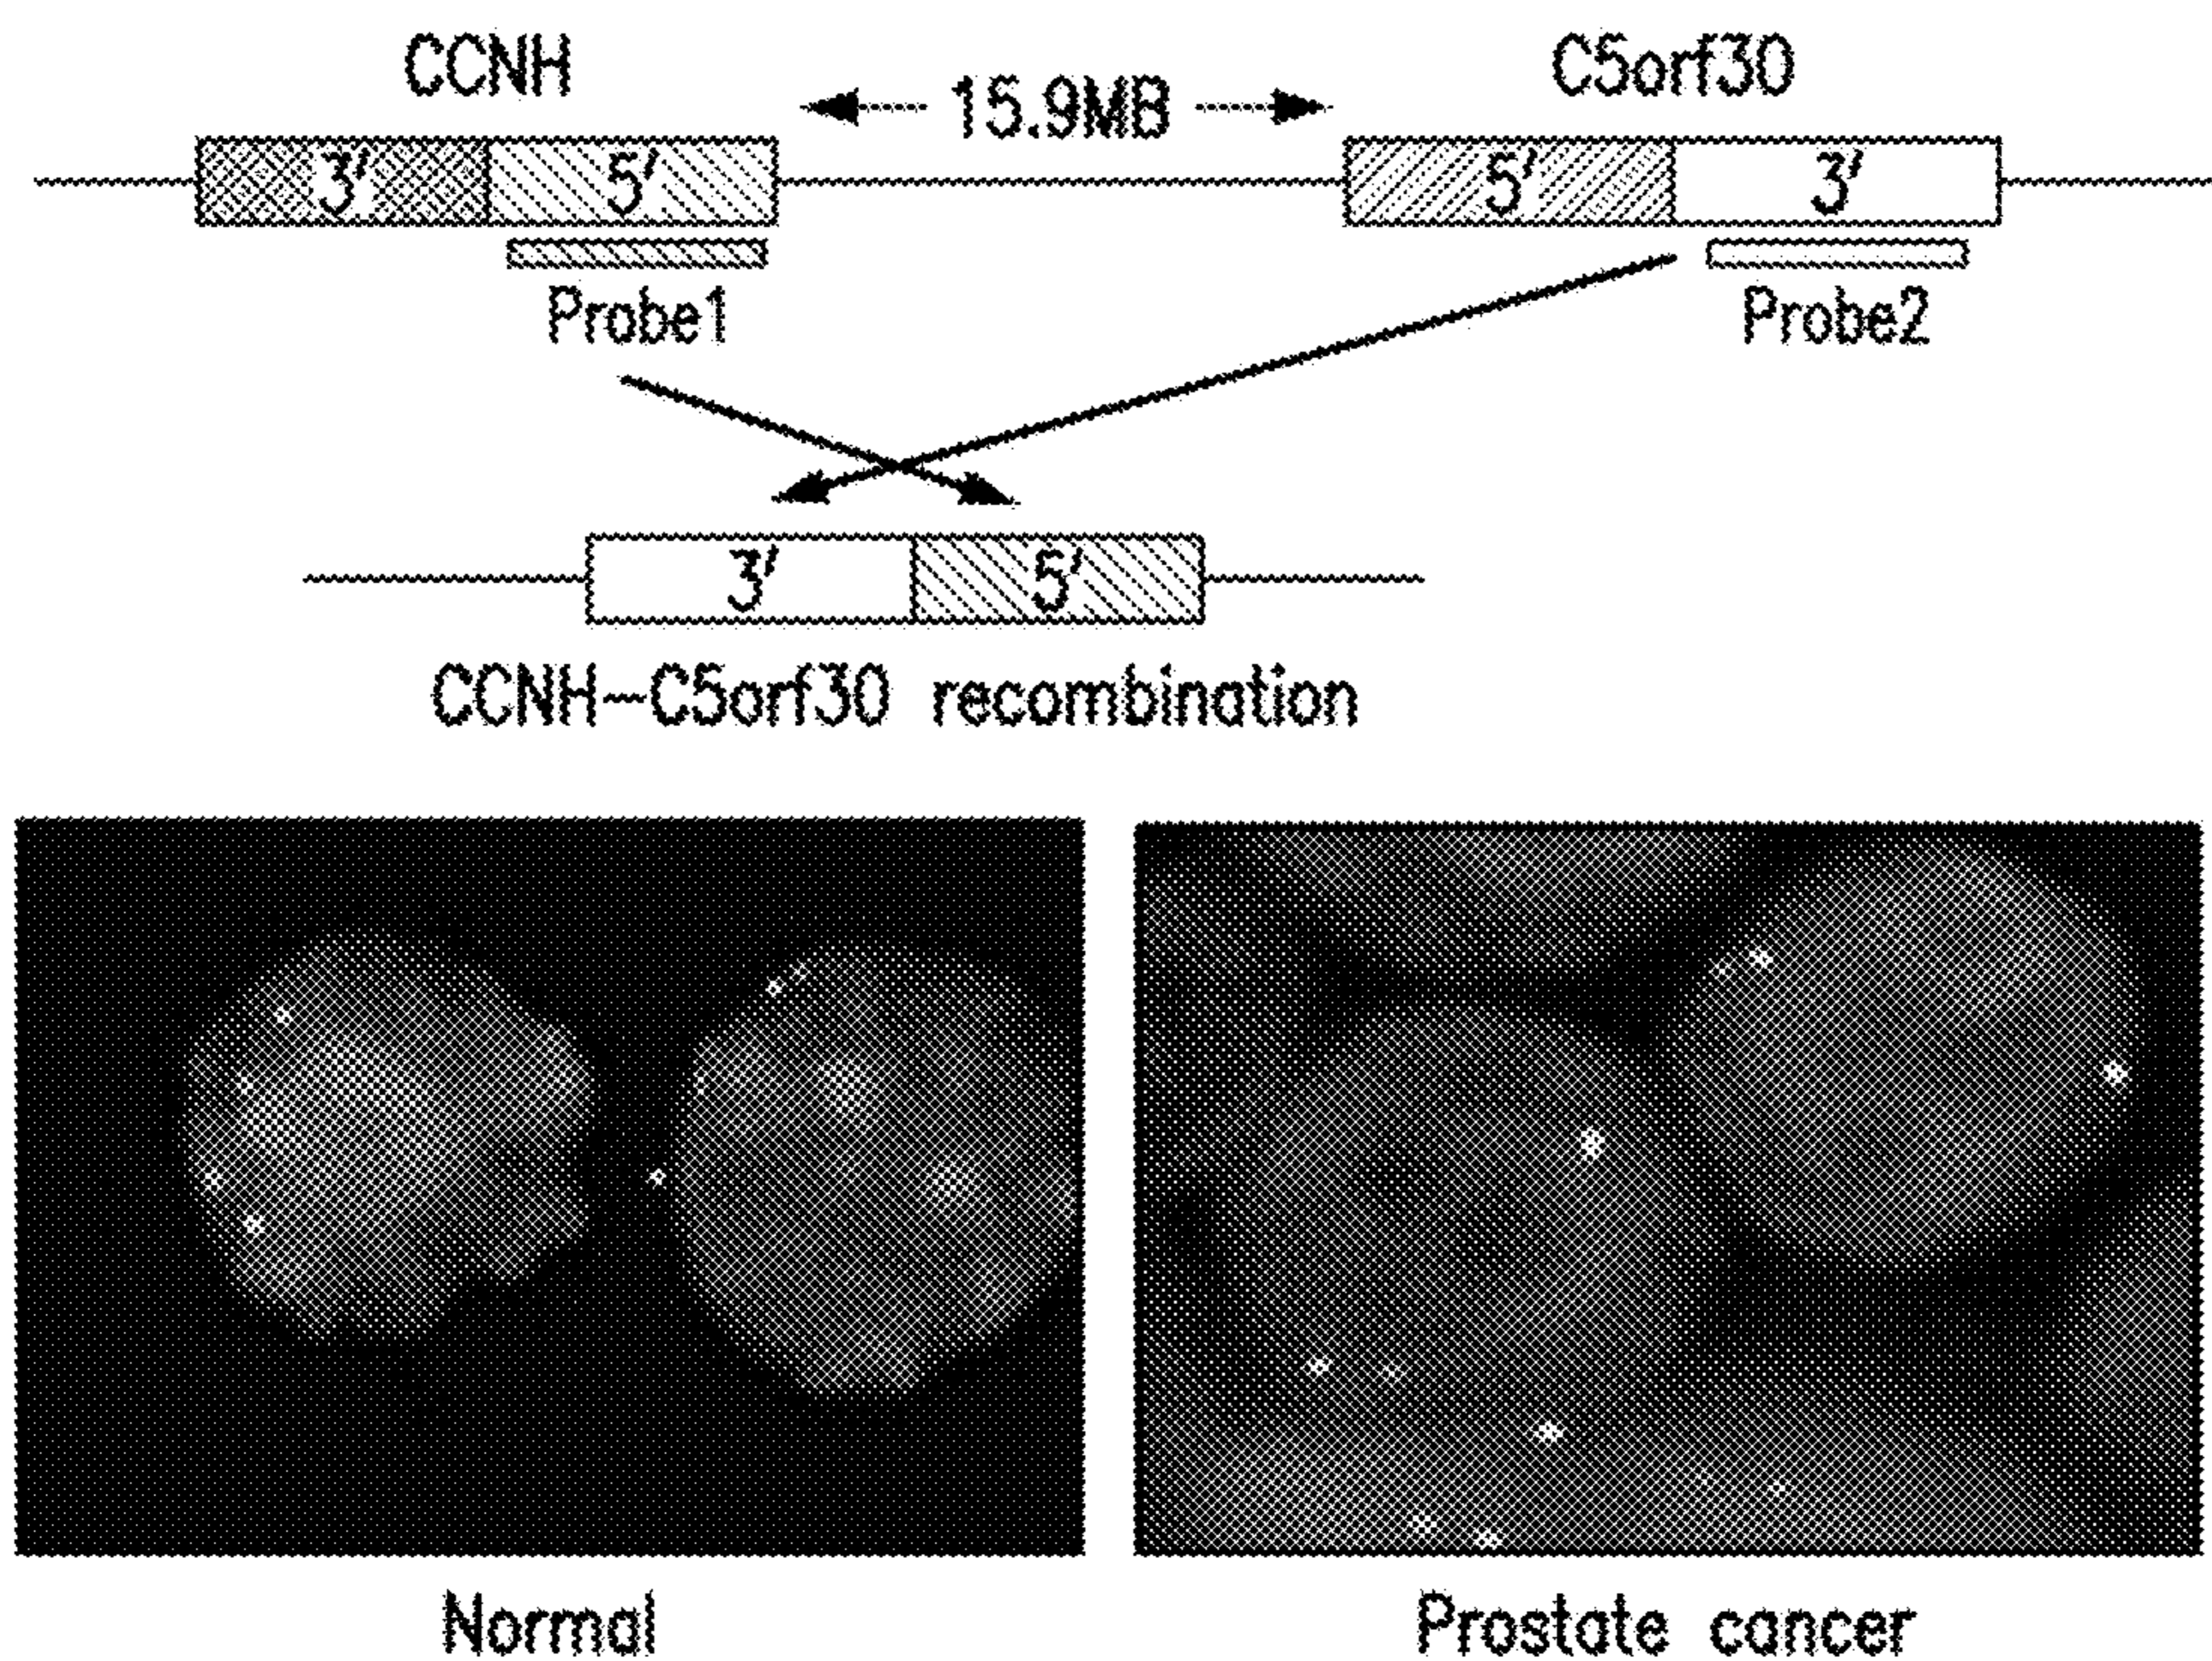 CCNH
C5orf30
15.9MB
3' 5'
5' 3'
Probe1
Probe2
3' 5'
CCNH-C5orf30 recombination
Normal
Prostate cancer